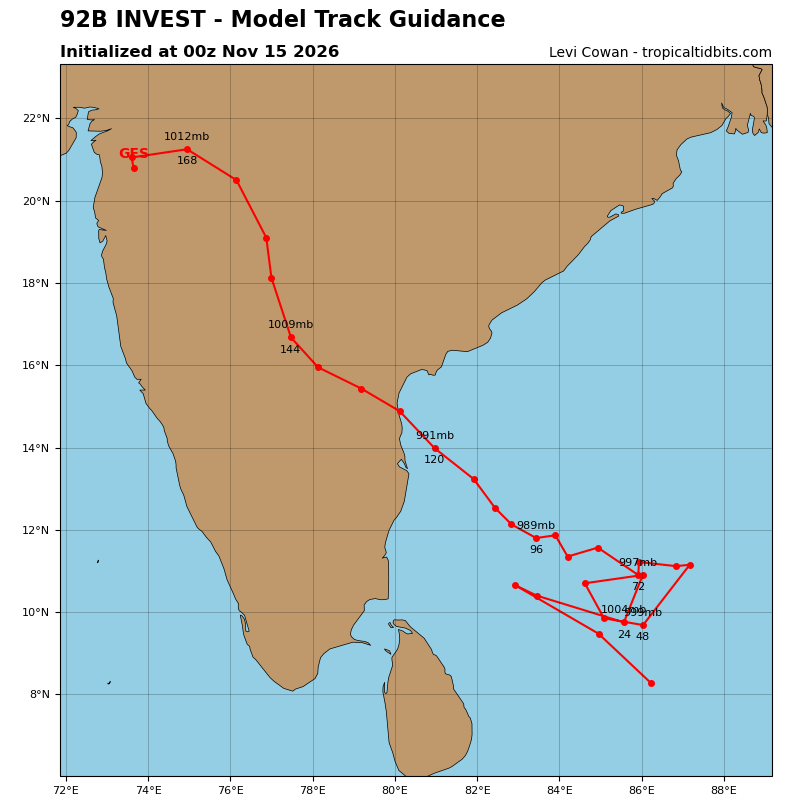 92B INVEST - Model Track Guidance
Initialized at 00z Nov 15 2026
Levi Cowan - tropicaltidbits.com
22°N
20°N
18°N
16°N
14°N
12°N
10°N
8°N
GFS
1012mb
168
1009mb
144
991mb
120
989mb
96
997mb
72
1004mb
24
999mb
48
72°E
74°E
76°E
78°E
80°E
82°E
84°E
86°E
88°E